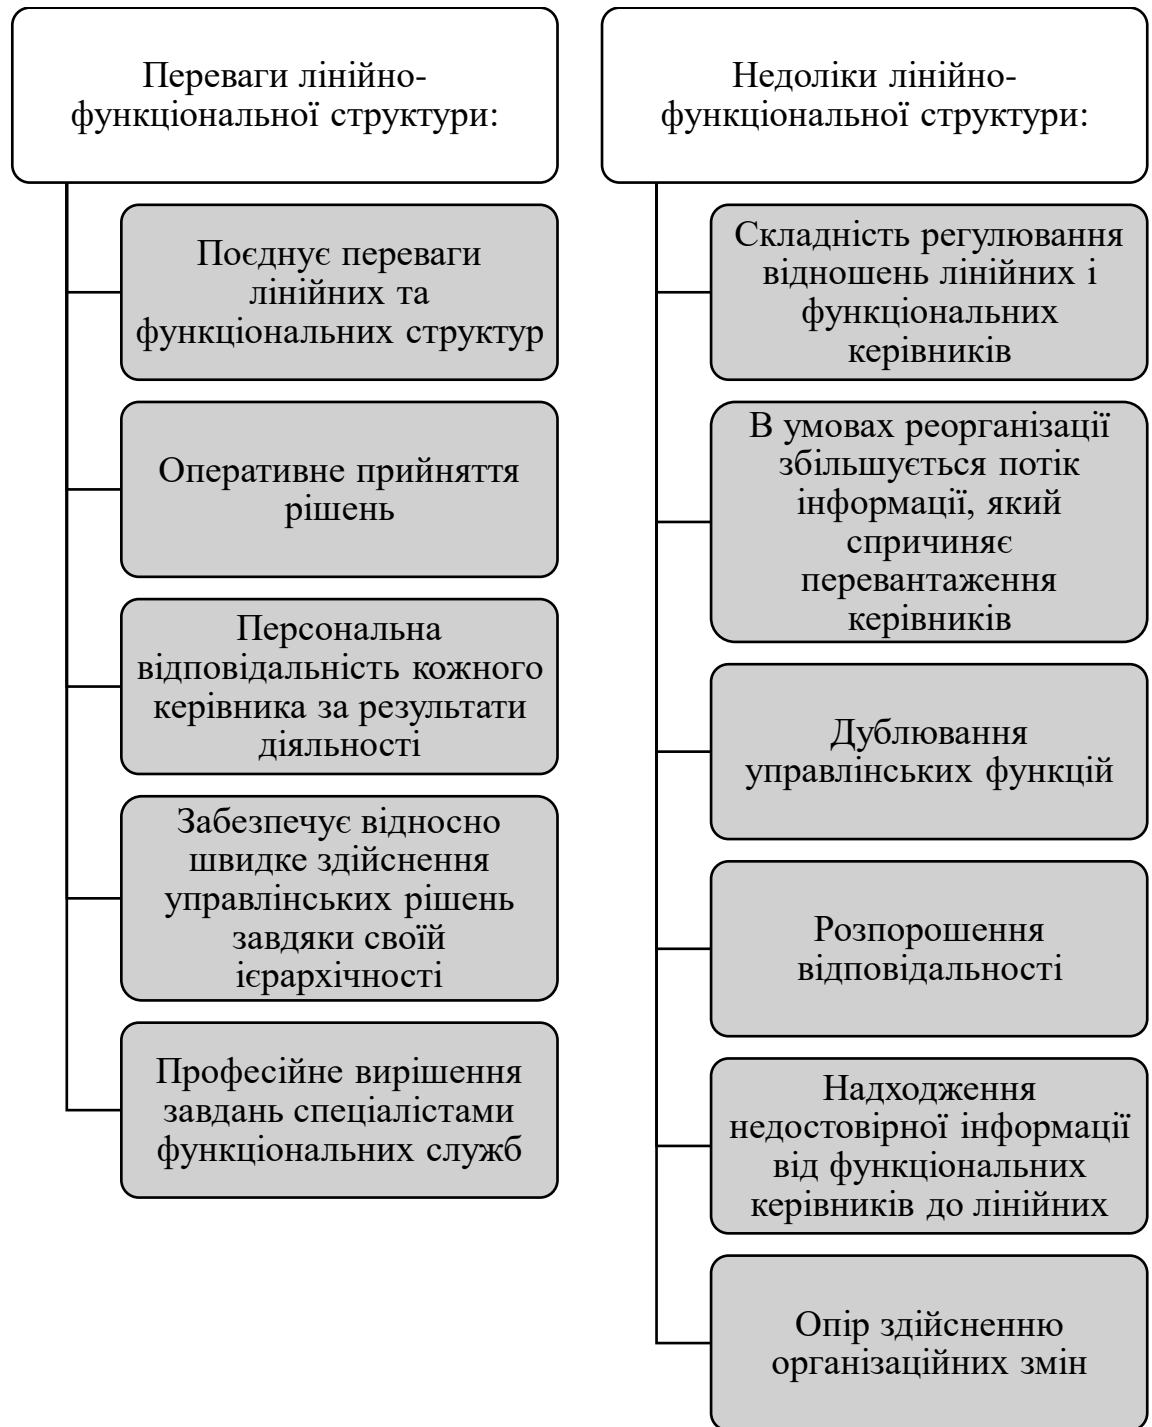 Переваги лінійно-
функціональної структури:
Поєднує переваги
лінійних та
функціональних структур
Оперативне прийняття
рішень
Персональна
відповідальність кожного
керівника за результати
діяльності
Забезпечує відносно
швидке здійснення
управлінських рішень
завдяки своїй
ієрархічності
Професійне вирішення
завдань спеціалістами
функціональних служб
Недоліки лінійно-
функціональної структури:
Складність регулювання
відношень лінійних і
функціональних
керівників
В умовах реорганізації
збільшується потік
інформації, який
спричиняє
перевантаження
керівників
Дублювання
управлінських функцій
Розпорошення
відповідальності
Надходження
недостовірної інформації
від функціональних
керівників до лінійних
Опір здійсненню
організаційних змін